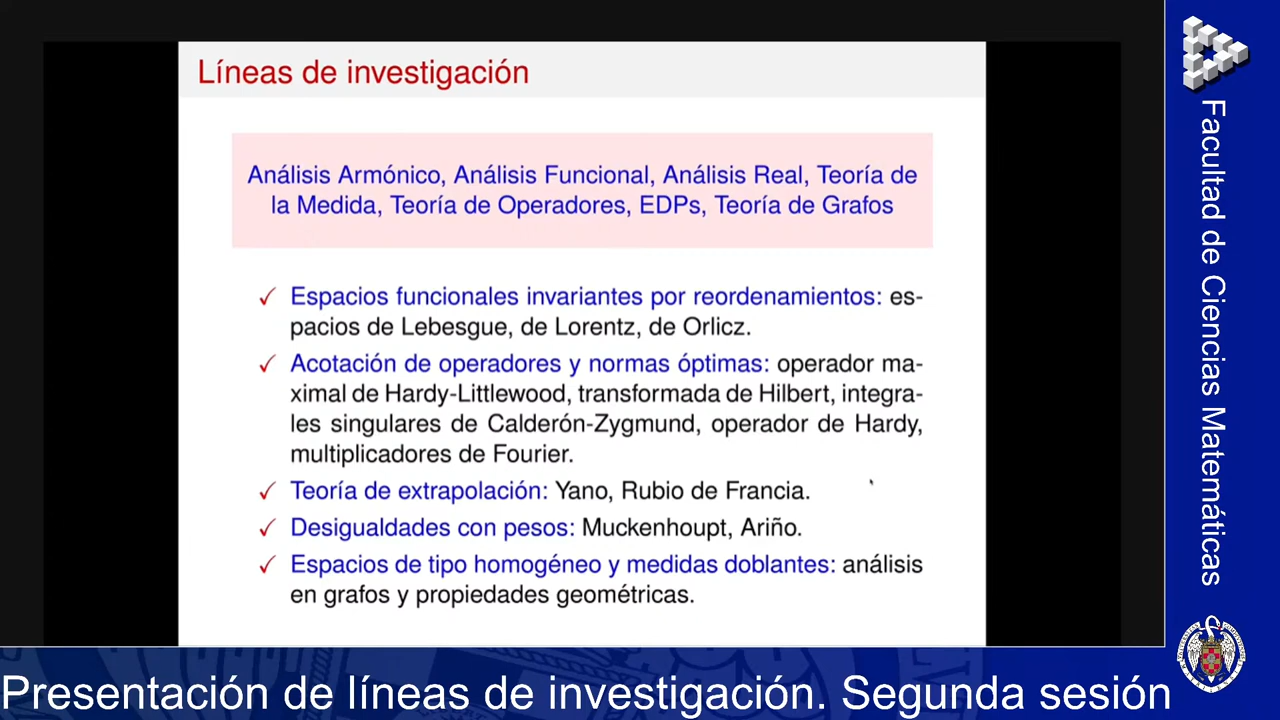 Líneas de investigación
Análisis Armónico, Análisis Funcional, Análisis Real, Teoría de
la Medida, Teoría de Operadores, EDPs, Teoría de Grafos
✓ Espacios funcionales invariantes por reordenamientos: es-
pacios de Lebesgue, de Lorentz, de Orlicz.
✓ Acotación de operadores y normas óptimas: operador ma-
ximal de Hardy-Littlewood, transformada de Hilbert, integra-
les singulares de Calderón-Zygmund, operador de Hardy,
multiplicadores de Fourier.
✓ Teoría de extrapolación: Yano, Rubio de Francia.
✓ Desigualdades con pesos: Muckenhoupt, Ariño.
✓ Espacios de tipo homogéneo y medidas doblantes: análisis
en grafos y propiedades geométricas.
Facultad de Ciencias Matemáticas
Presentación de líneas de investigación. Segunda sesión